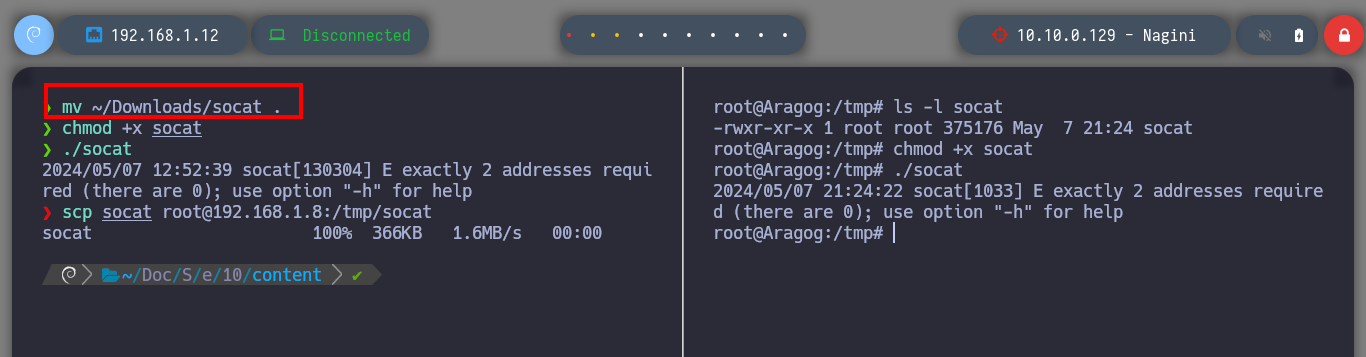 192.168.1.12
Disconnected
10.10.0.129 - Nagini
❯ mv ~/Downloads/socat .
❯ chmod +x socat
❯ ./socat
2024/05/07 12:52:39 socat[130304] E exactly 2 addresses requi
red (there are 0); use option "-h" for help
❯ scp socat root@192.168.1.8:/tmp/socat
socat 100% 366KB 1.6MB/s 00:00
~/Doc/S/e/10/content ✔
root@Aragog:/tmp# ls -l socat
-rwxr-xr-x 1 root root 375176 May  7 21:24 socat
root@Aragog:/tmp# chmod +x socat
root@Aragog:/tmp# ./socat
2024/05/07 21:24:22 socat[1033] E exactly 2 addresses require
d (there are 0); use option "-h" for help
root@Aragog:/tmp#